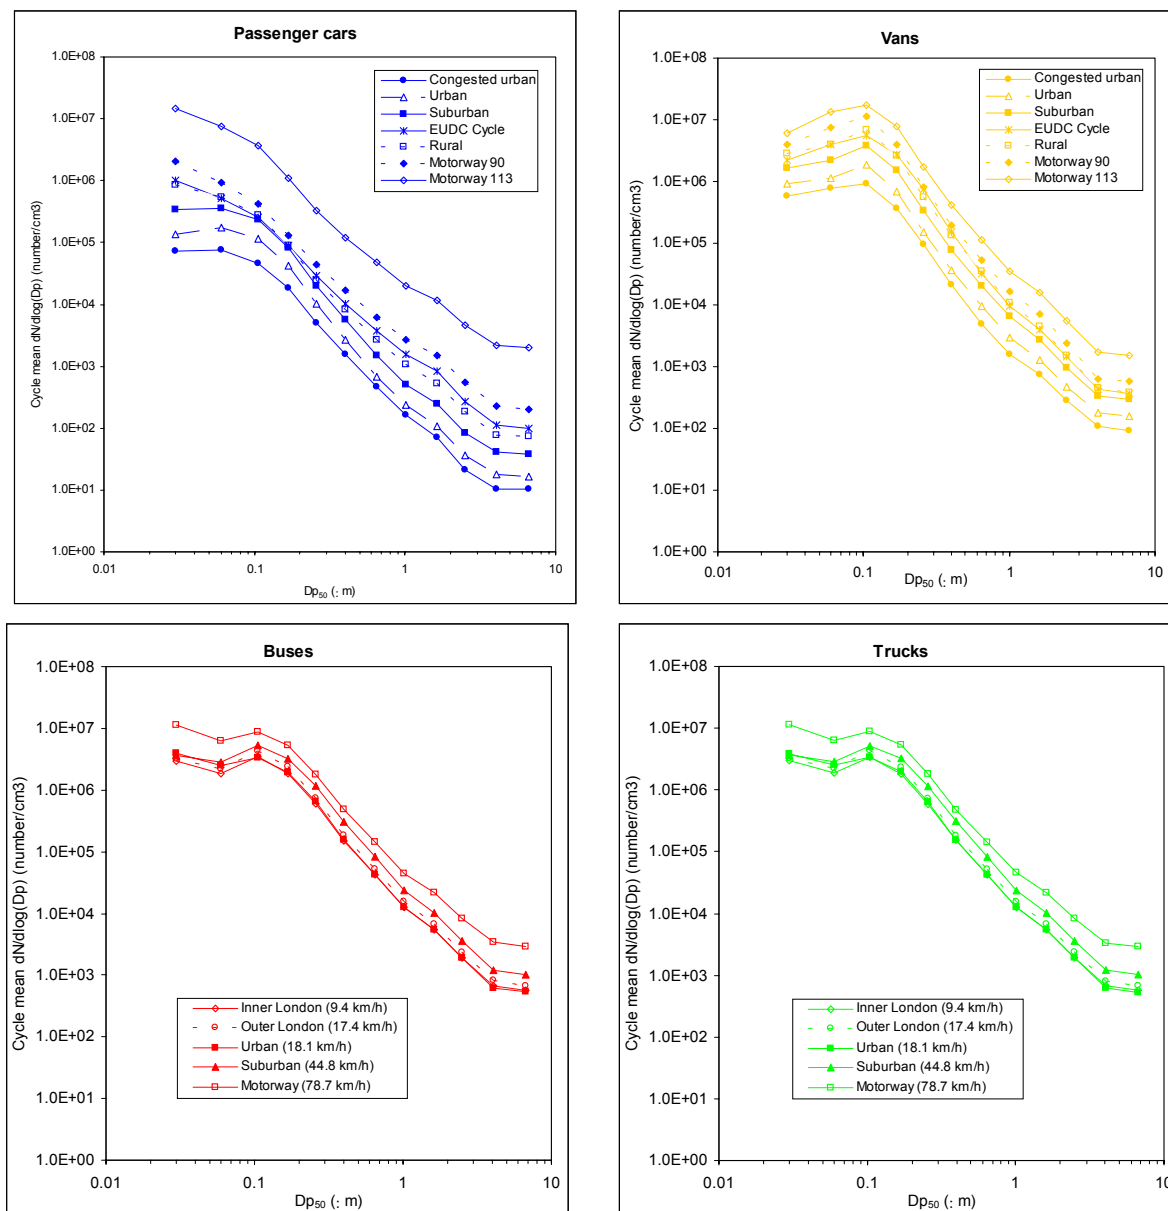 Passenger cars
1.0E+08
1.0E+07
1.0E+06
1.0E+05
1.0E+04
1.0E+03
1.0E+02
1.0E+01
1.0E+00
Cycle mean dN/dlog(Dp) (number/cm3)
Congested urban
Urban
Suburban
EUDC Cycle
Rural
Motorway 90
Motorway 113
0.01
0.1
1
10
Dp50 (: m)
Vans
1.0E+08
1.0E+07
1.0E+06
1.0E+05
1.0E+04
1.0E+03
1.0E+02
1.0E+01
1.0E+00
Cycle mean dN/dlog(Dp) (number/cm3)
Congested urban
Urban
Suburban
EUDC Cycle
Rural
Motorway 90
Motorway 113
0.01
0.1
1
10
Dp50 (: m)
Buses
1.0E+08
1.0E+07
1.0E+06
1.0E+05
1.0E+04
1.0E+03
1.0E+02
1.0E+01
1.0E+00
Cycle mean dN/dlog(Dp) (number/cm3)
Inner London (9.4 km/h)
Outer London (17.4 km/h)
Urban (18.1 km/h)
Suburban (44.8 km/h)
Motorway (78.7 km/h)
0.01
0.1
1
10
Dp50 (: m)
Trucks
1.0E+08
1.0E+07
1.0E+06
1.0E+05
1.0E+04
1.0E+03
1.0E+02
1.0E+01
1.0E+00
Cycle mean dN/dlog(Dp) (number/cm3)
Inner London (9.4 km/h)
Outer London (17.4 km/h)
Urban (18.1 km/h)
Suburban (44.8 km/h)
Motorway (78.7 km/h)
0.01
0.1
1
10
Dp50 (: m)